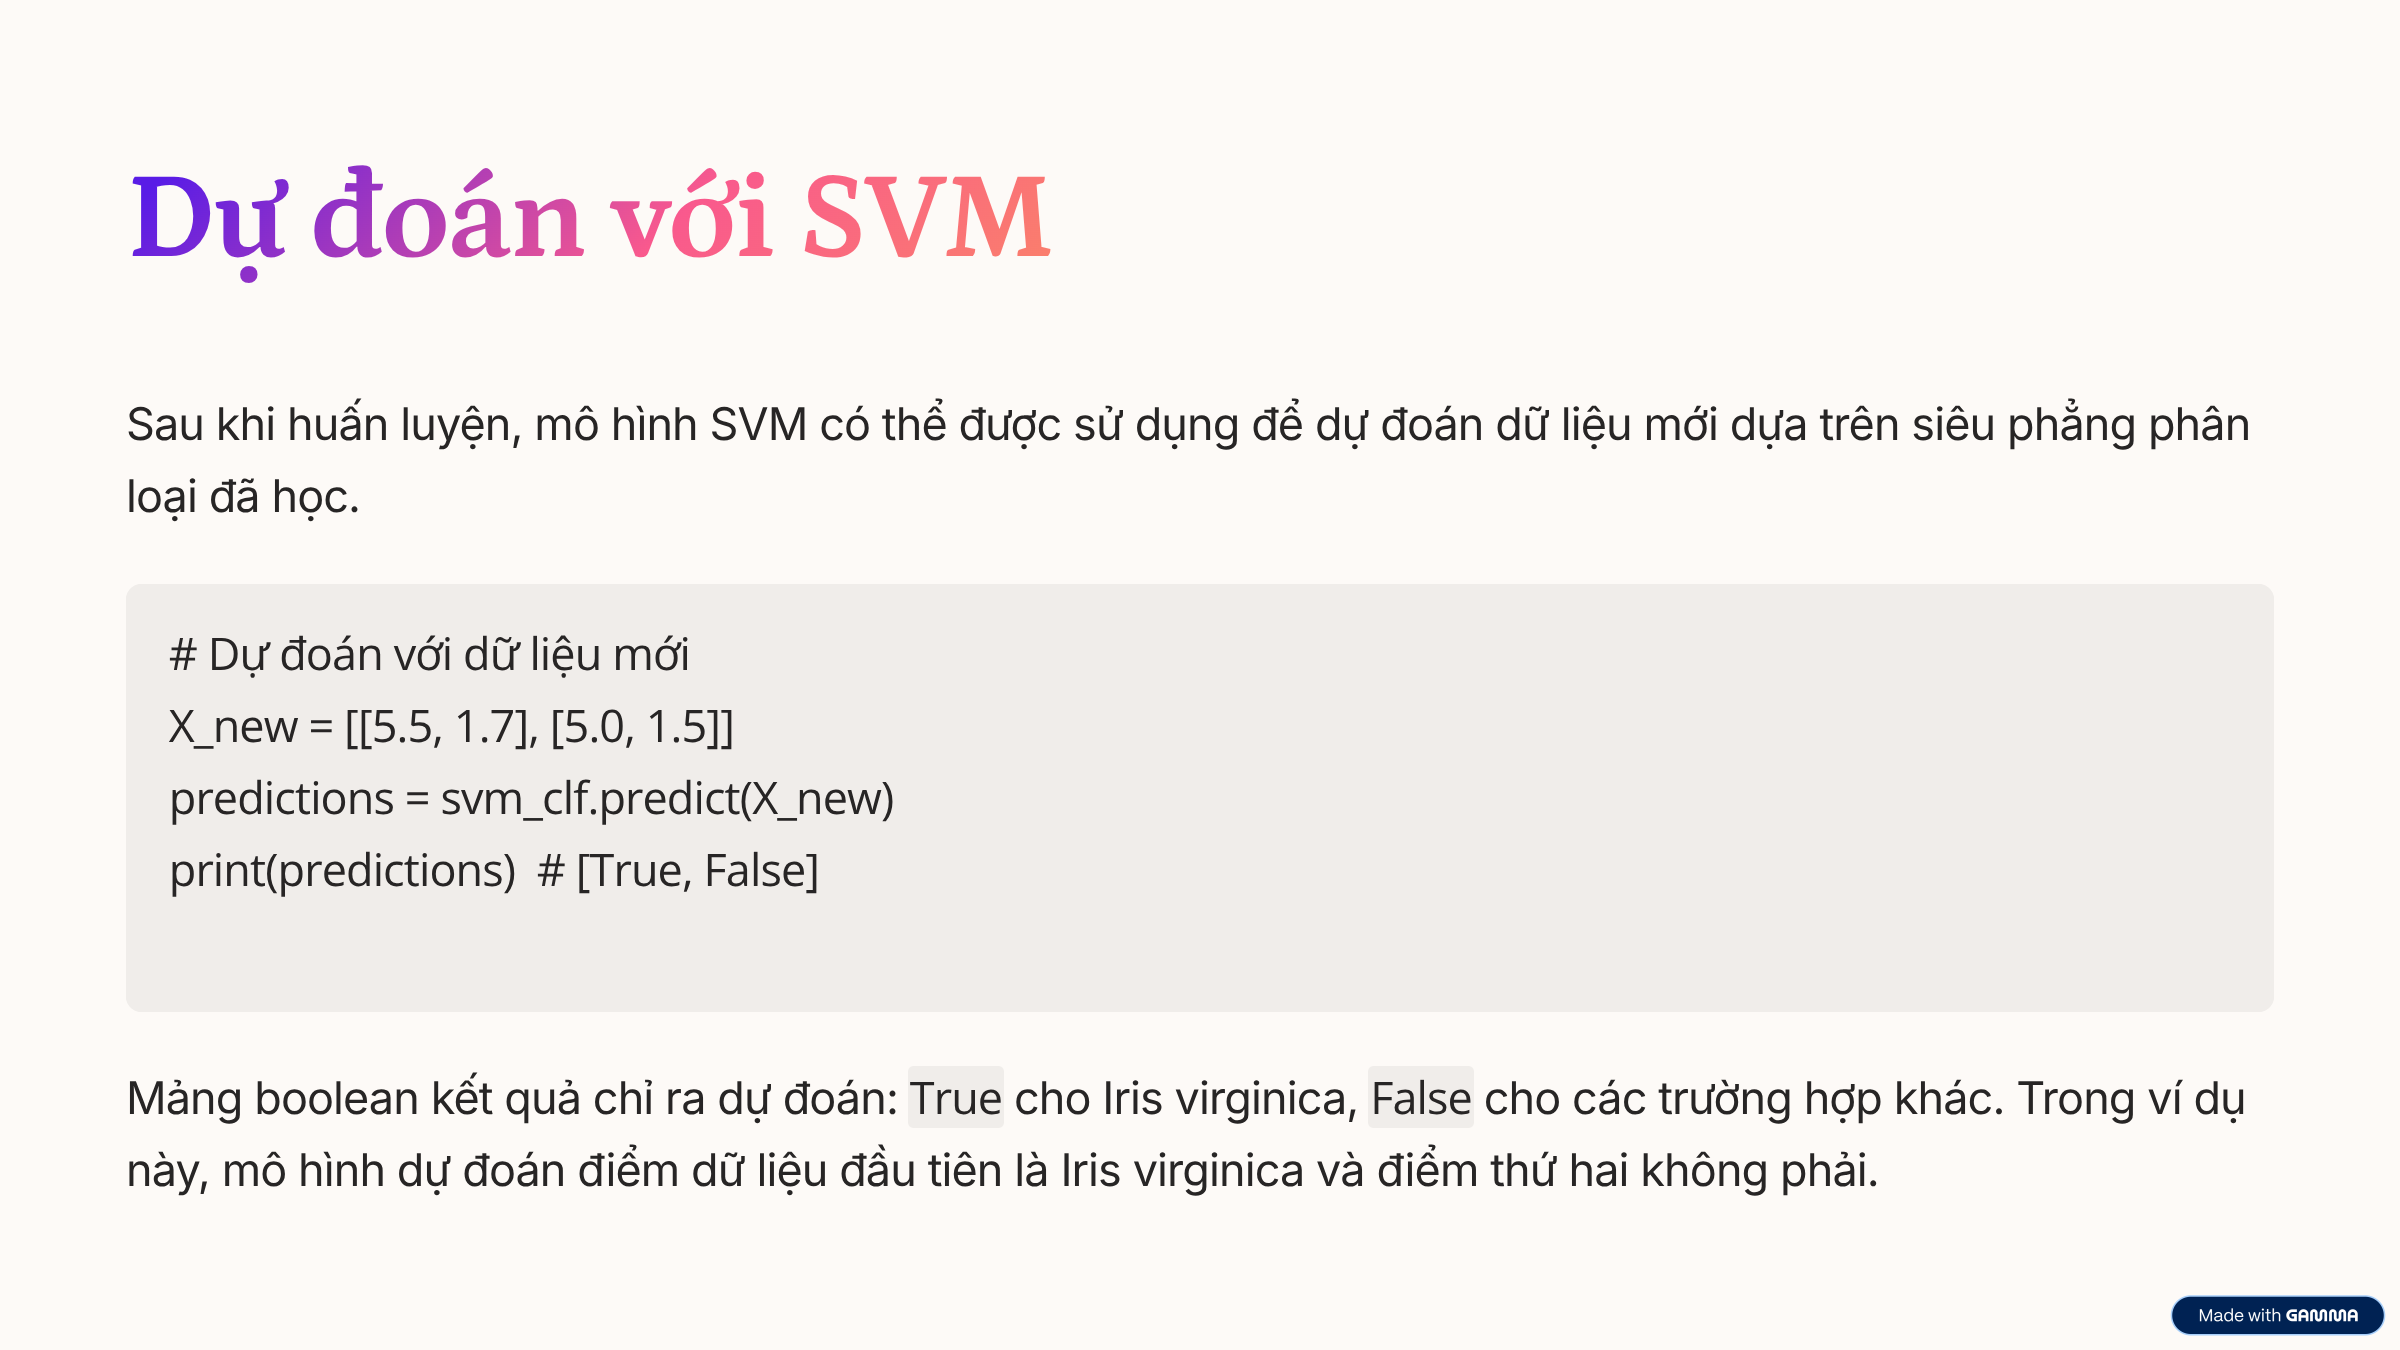 Dự đoán với SVM
Sau khi huấn luyện, mô hình SVM có thể được sử dụng để dự đoán dữ liệu mới dựa trên siêu phẳng phân
loại đã học.
# Dự đoán với dữ liệu mới
X_new = [[5.5, 1.7], [5.0, 1.5]]
predictions = svm_clf.predict(X_new)
print(predictions)  # [True, False]
Mảng boolean kết quả chỉ ra dự đoán: True cho Iris virginica, False cho các trường hợp khác. Trong ví dụ
này, mô hình dự đoán điểm dữ liệu đầu tiên là Iris virginica và điểm thứ hai không phải.
Made with GAMMA